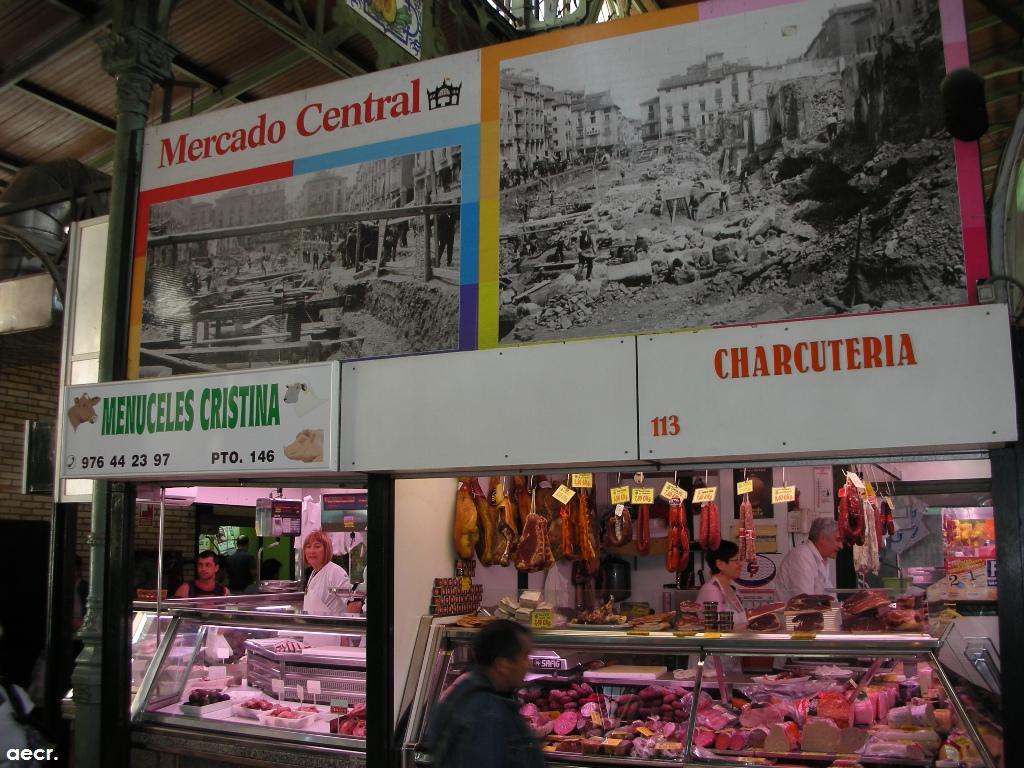 Mercado Central
MENUCELES CRISTINA
976 44 23 97 PTO. 146
CHARCUTERIA
113
aecr.